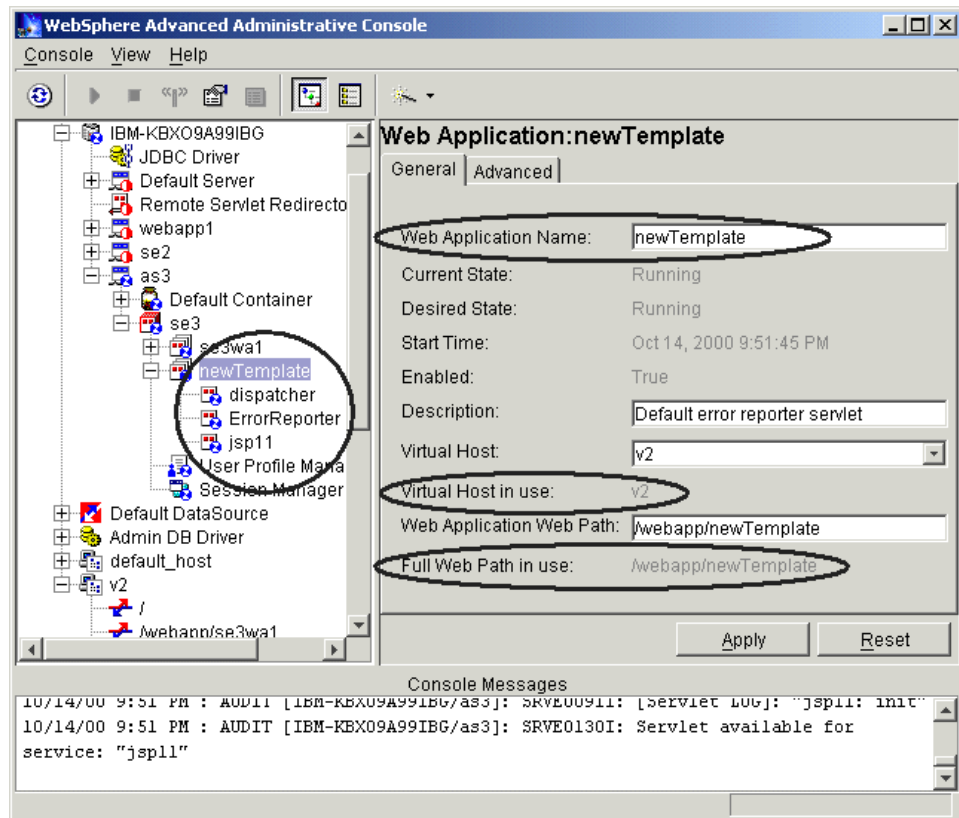 WebSphere Advanced Administrative Console
Console View Help
IBM-KBXO9A99IBG
JDBC Driver
Default Server
Remote Servlet Redirecto
webapp1
se2
as3
Default Container
se3
se3wa1
newTemplate
dispatcher
ErrorReporter
jsp11
User Profile Mana
Session Manager
Default DataSource
Admin DB Driver
default_host
v2
/
/webapp/se3wa1
Web Application:newTemplate
General Advanced
Web Application Name: newTemplate
Current State: Running
Desired State: Running
Start Time: Oct 14, 2000 9:51:45 PM
Enabled: True
Description: Default error reporter servlet
Virtual Host: v2
Virtual Host in use: v2
Web Application Web Path: /webapp/newTemplate
Full Web Path in use: /webapp/newTemplate
Apply Reset
Console Messages
10/14/00 9:51 PM : AUDIT [IBM-KBXO9A99IBG/as3]: SRVE0091I: [Servlet LOG]: "jsp11: init"
10/14/00 9:51 PM : AUDIT [IBM-KBXO9A99IBG/as3]: SRVE0130I: Servlet available for
service: "jsp11"